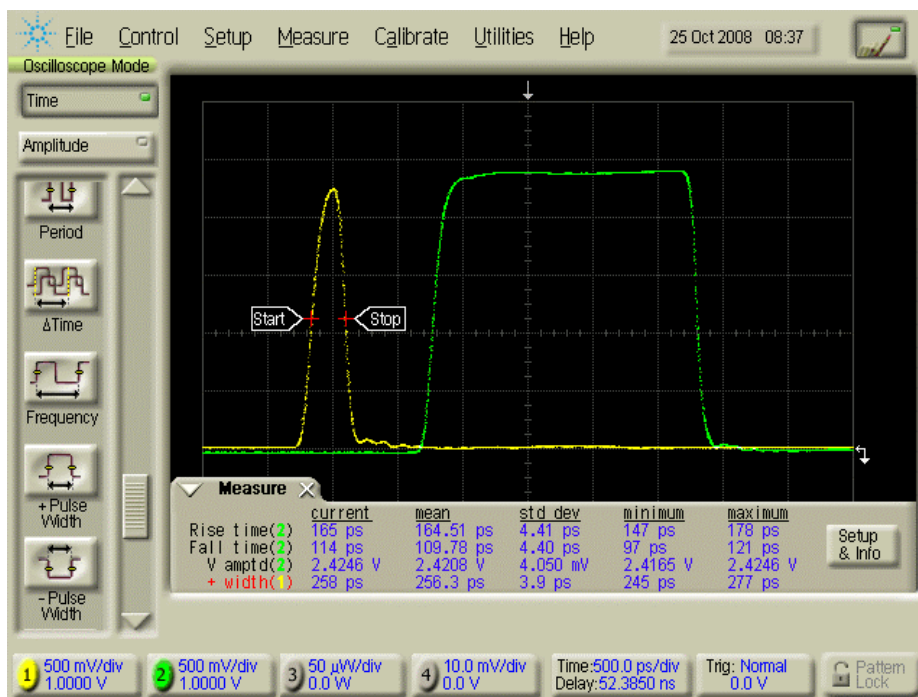 File Control Setup Measure Calibrate Utilities Help 25 Oct 2008 08:37
Oscilloscope Mode
Time
Amplitude
Period
ΔTime
Frequency
+ Pulse
Width
- Pulse
Width
Start Stop
Measure
current mean std dev minimum maximum
Rise time(2) 165 ps 164.51 ps 4.41 ps 147 ps 178 ps
Fall time(2) 114 ps 109.78 ps 4.40 ps 97 ps 121 ps
V amptd(2) 2.4246 V 2.4208 V 4.050 mV 2.4165 V 2.4246 V
+ width(1) 258 ps 256.3 ps 3.9 ps 245 ps 277 ps
Setup
& Info
1 500 mV/div
1.0000 V
2 500 mV/div
1.0000 V
3 50 µW/div
0.0 W
4 10.0 mV/div
0.0 V
Time:500.0 ps/div
Delay:52.3850 ns
Trig: Normal
0.0 V
Pattern
Lock